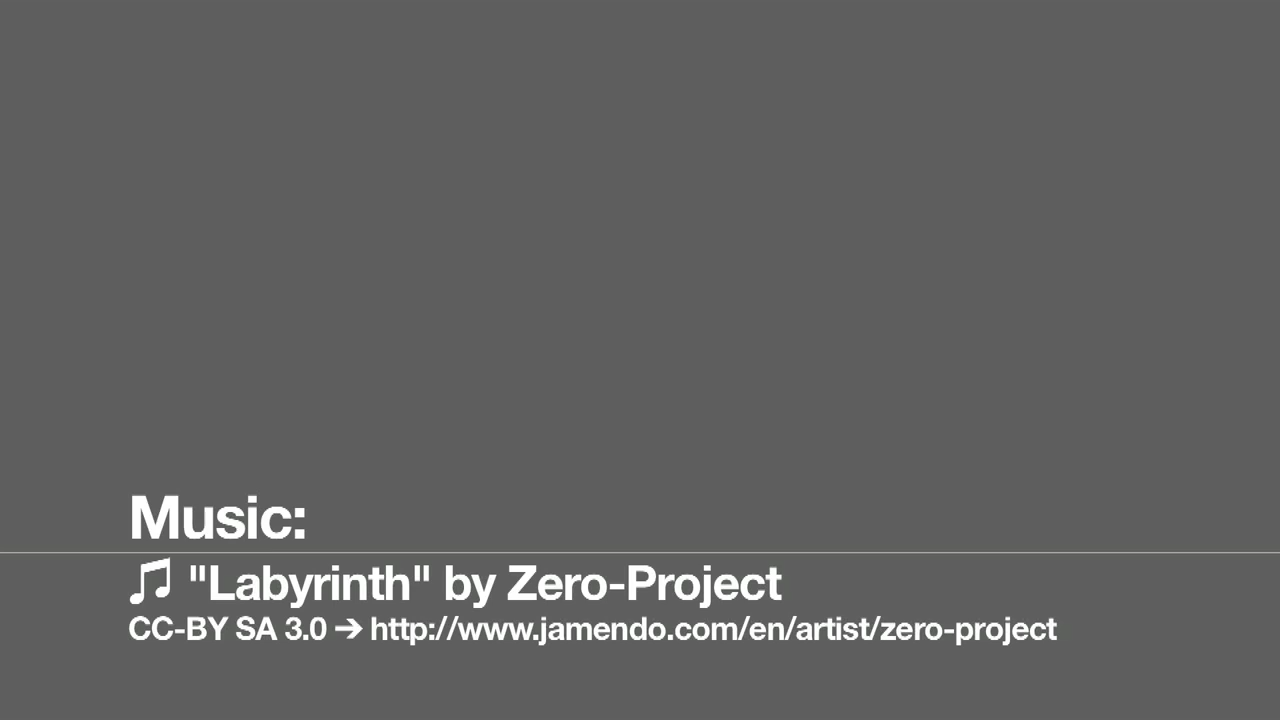 Music:
♫ "Labyrinth" by Zero-Project
CC-BY SA 3.0 ➔ http://www.jamendo.com/en/artist/zero-project